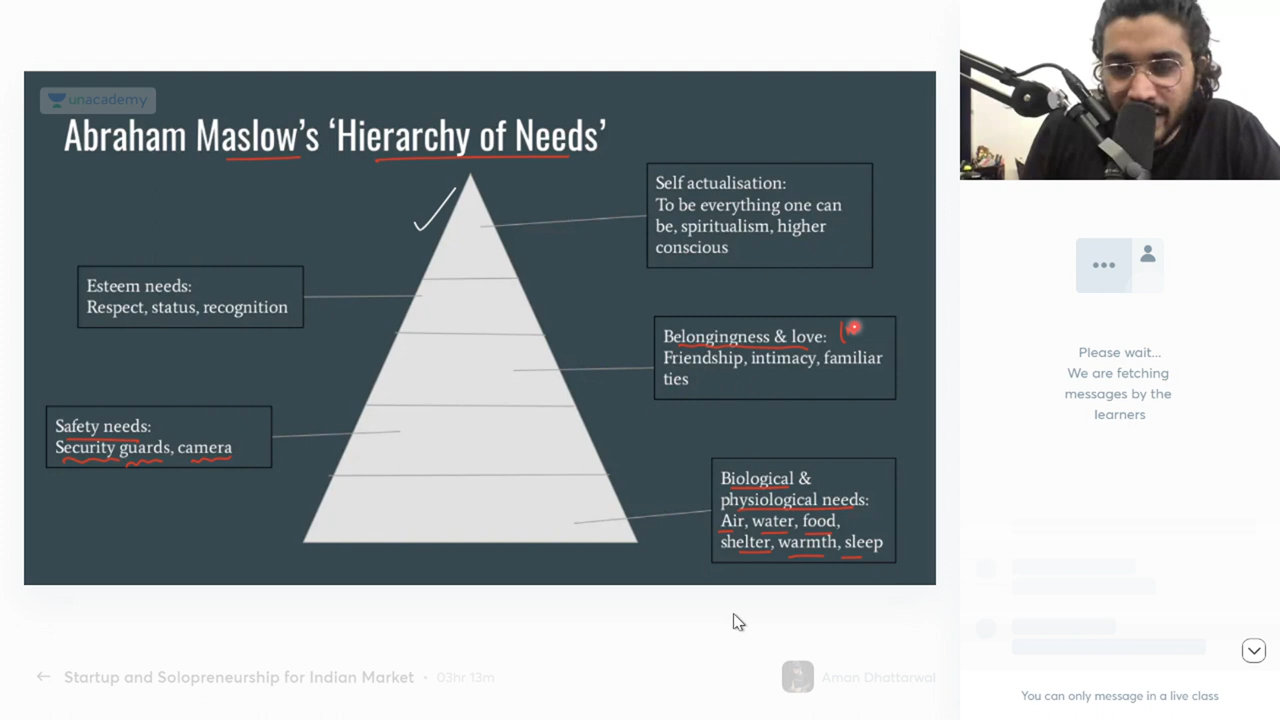 unacademy
Abraham Maslow's 'Hierarchy of Needs'
Self actualisation:
To be everything one can
be, spiritualism, higher
conscious
Esteem needs:
Respect, status, recognition
Belongingness & love:
Friendship, intimacy, familiar
ties
Safety needs:
Security guards, camera
Biological &
physiological needs:
Air, water, food,
shelter, warmth, sleep
Please wait...
We are fetching
messages by the
learners
Startup and Solopreneurship for Indian Market • 03hr 13m
Aman Dhattarwal
You can only message in a live class